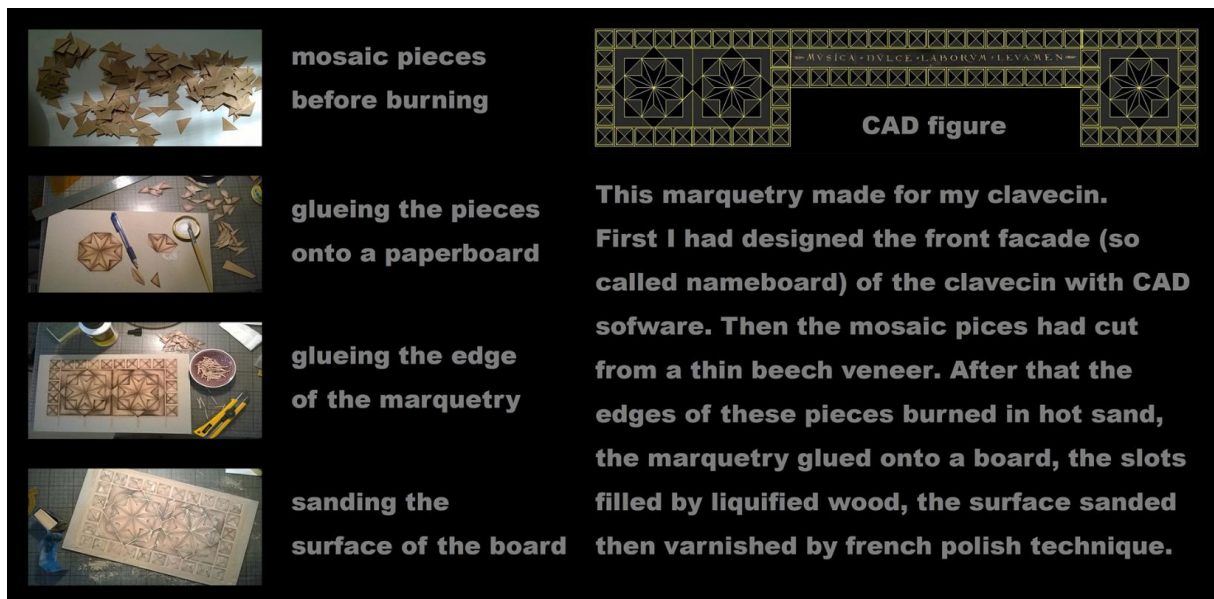 mosaic pieces
before burning
glueing the pieces
onto a paperboard
glueing the edge
of the marquetry
sanding the
surface of the board
MVSICA · DVLCE · LABORVM · LEVAMEN
CAD figure
This marquetry made for my clavecin.
First I had designed the front facade (so
called nameboard) of the clavecin with CAD
sofware. Then the mosaic pices had cut
from a thin beech veneer. After that the
edges of these pieces burned in hot sand,
the marquetry glued onto a board, the slots
filled by liquified wood, the surface sanded
then varnished by french polish technique.